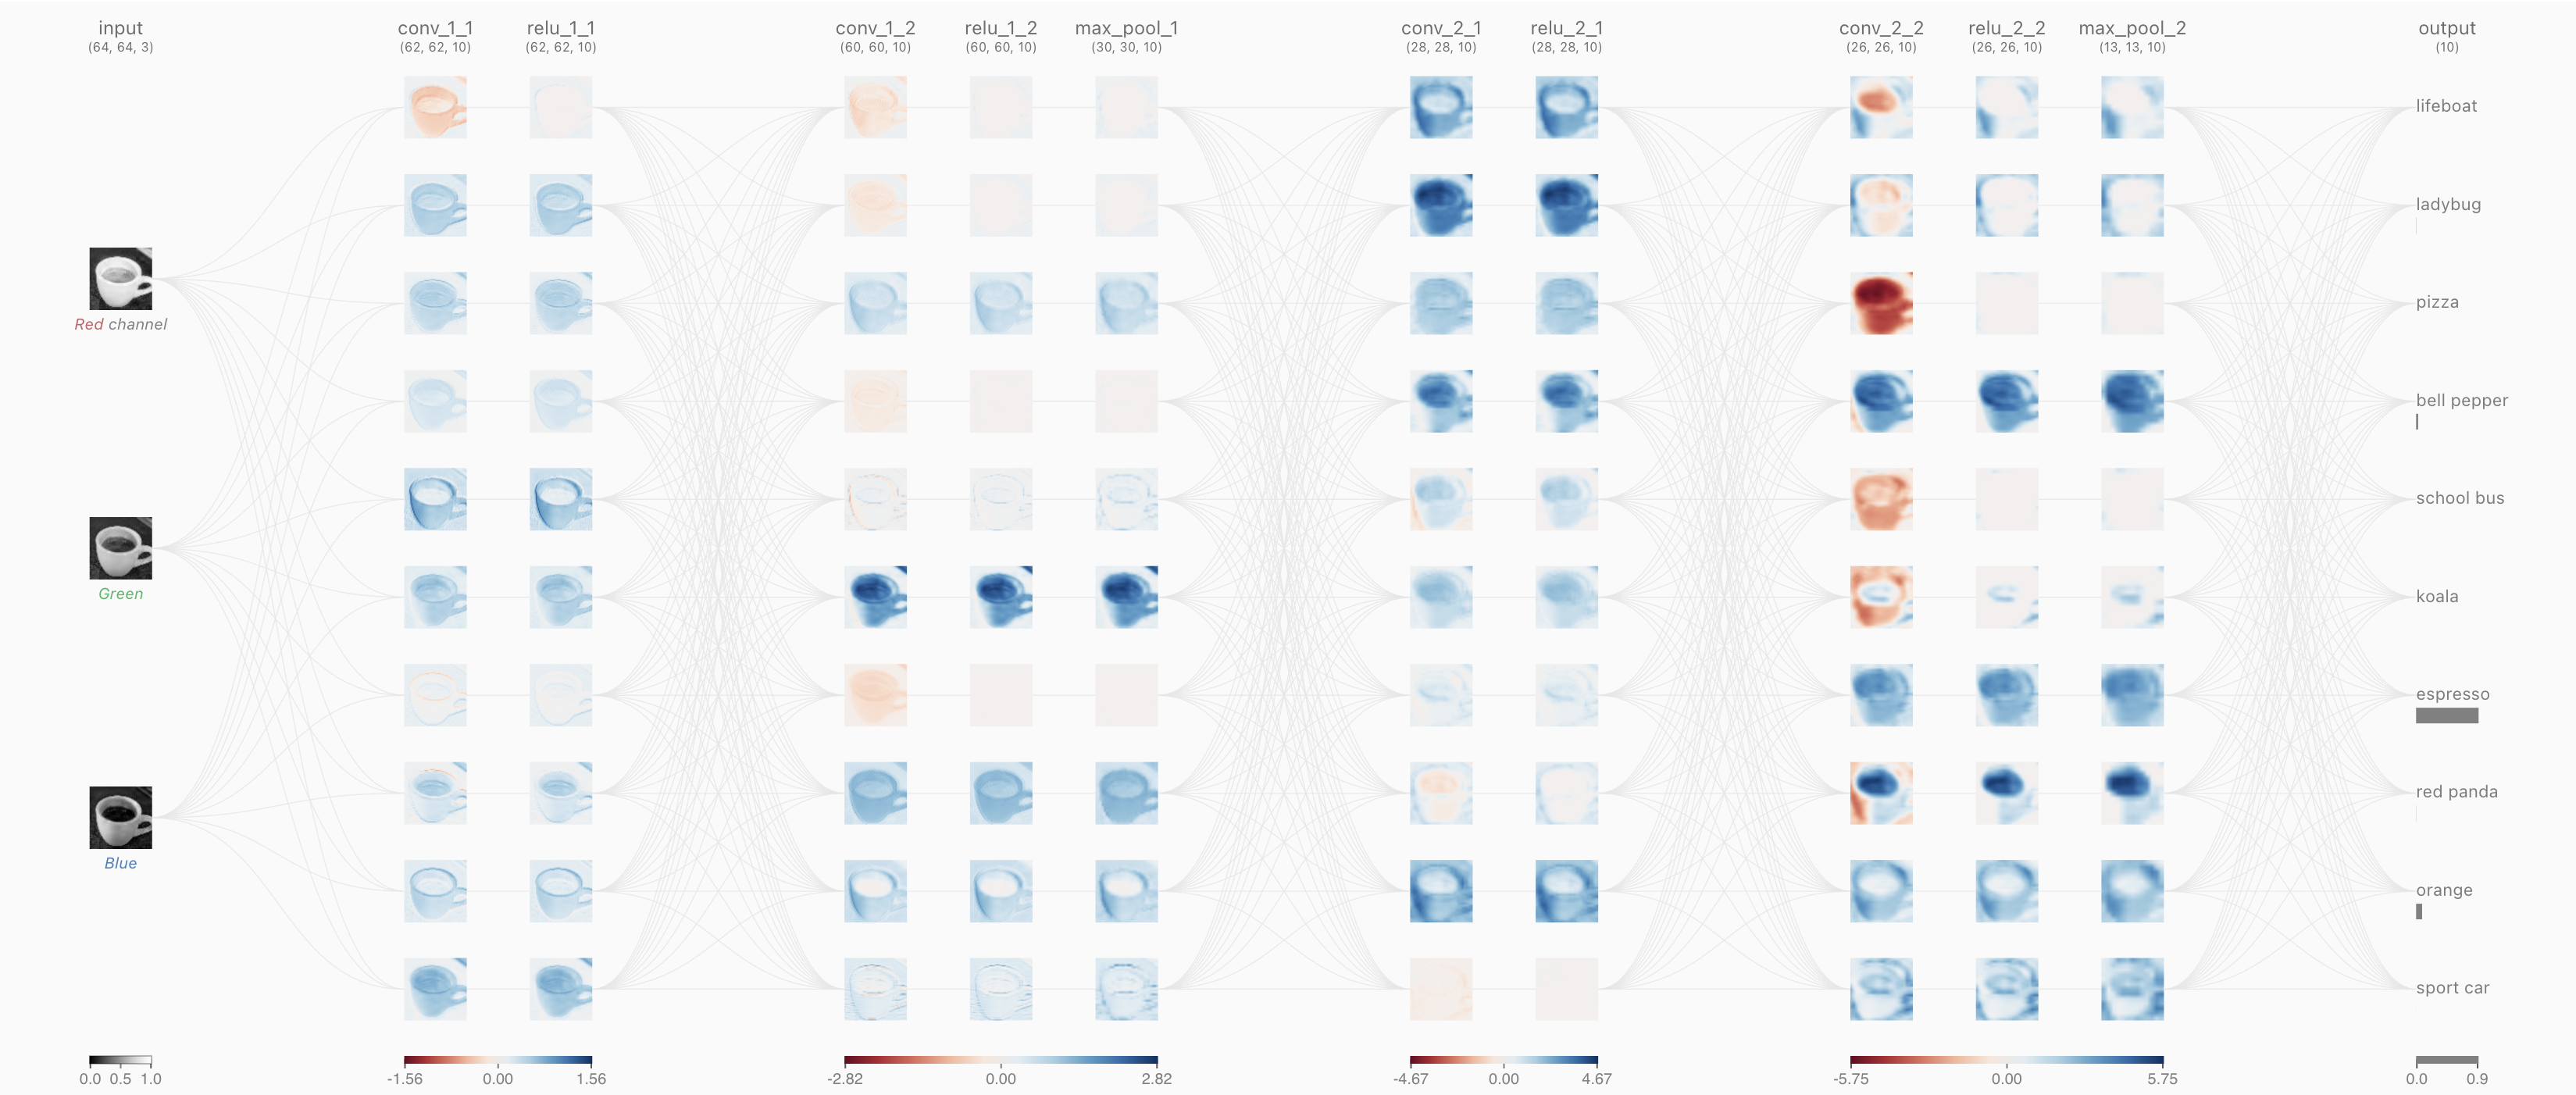 input
(64, 64, 3)
conv_1_1
(62, 62, 10)
relu_1_1
(62, 62, 10)
conv_1_2
(60, 60, 10)
relu_1_2
(60, 60, 10)
max_pool_1
(30, 30, 10)
conv_2_1
(28, 28, 10)
relu_2_1
(28, 28, 10)
conv_2_2
(26, 26, 10)
relu_2_2
(26, 26, 10)
max_pool_2
(13, 13, 10)
output
(10)
Red channel
Green
Blue
lifeboat
ladybug
pizza
bell pepper
school bus
koala
espresso
red panda
orange
sport car
0.0 0.5 1.0
-1.56 0.00 1.56
-2.82 0.00 2.82
-4.67 0.00 4.67
-5.75 0.00 5.75
0.0 0.9